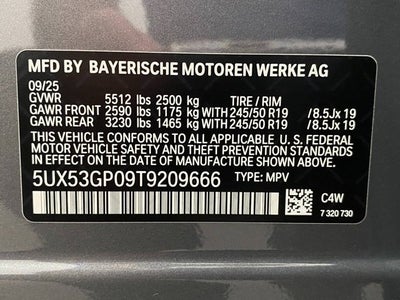 MFD BY BAYERISCHE MOTOREN WERKE AG
09/25
GVWR 5512 lbs 2500 kg TIRE / RIM
GAWR FRONT 2590 lbs 1175 kg WITH 245/50 R19 /8.5Jx 19
GAWR REAR 3230 lbs 1465 kg WITH 245/50 R19 /8.5Jx 19
THIS VEHICLE CONFORMS TO ALL APPLICABLE U. S. FEDERAL
MOTOR VEHICLE SAFETY AND THEFT PREVENTION STANDARDS
IN EFFECT ON THE DATE OF MANUFACTURE SHOWN ABOVE.
5UX53GP09T9209666 TYPE: MPV
C4W
7 320 730